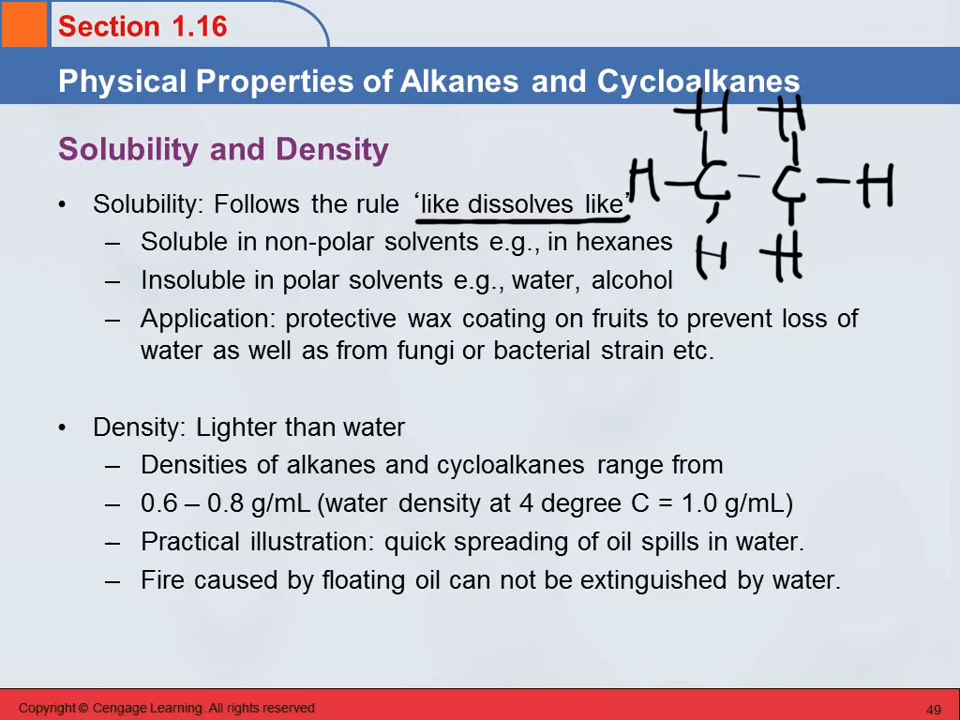 Section 1.16
Physical Properties of Alkanes and Cycloalkanes
H H
Solubility and Density
H – C – C – H
• Solubility: Follows the rule ‘like dissolves like’
– Soluble in non-polar solvents e.g., in hexanes
H H
– Insoluble in polar solvents e.g., water, alcohol
– Application: protective wax coating on fruits to prevent loss of
water as well as from fungi or bacterial strain etc.
• Density: Lighter than water
– Densities of alkanes and cycloalkanes range from
– 0.6 – 0.8 g/mL (water density at 4 degree C = 1.0 g/mL)
– Practical illustration: quick spreading of oil spills in water.
– Fire caused by floating oil can not be extinguished by water.
Copyright © Cengage Learning. All rights reserved
49